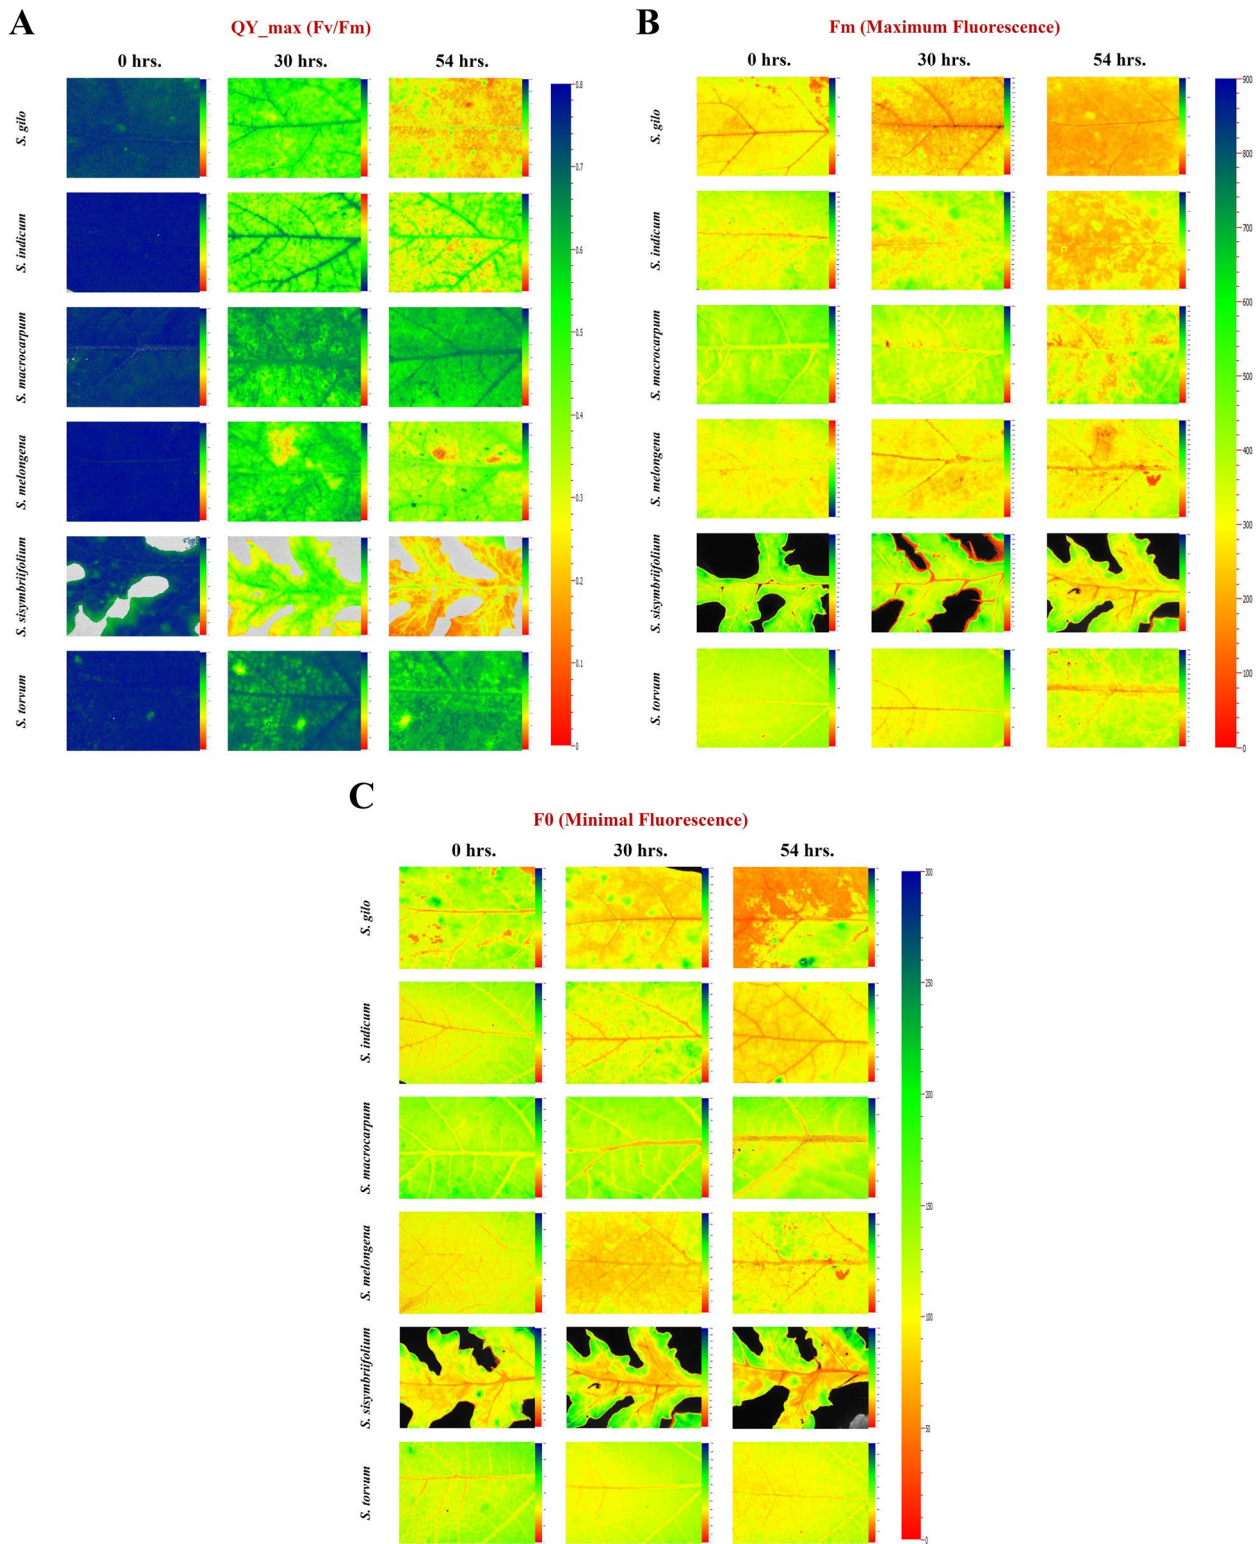 A
QY_max (Fv/Fm)
0 hrs.
30 hrs.
54 hrs.
S. gilo
S. indicum
S. macrocarpum
S. melongena
S. sisymbriifolium
S. torvum
0.8
0.7
0.6
0.5
0.4
0.3
0.2
0.1
0
B
Fm (Maximum Fluorescence)
0 hrs.
30 hrs.
54 hrs.
S. gilo
S. indicum
S. macrocarpum
S. melongena
S. sisymbriifolium
S. torvum
900
800
700
600
500
400
300
200
100
0
C
F0 (Minimal Fluorescence)
0 hrs.
30 hrs.
54 hrs.
S. gilo
S. indicum
S. macrocarpum
S. melongena
S. sisymbriifolium
S. torvum
300
250
200
150
100
50
0